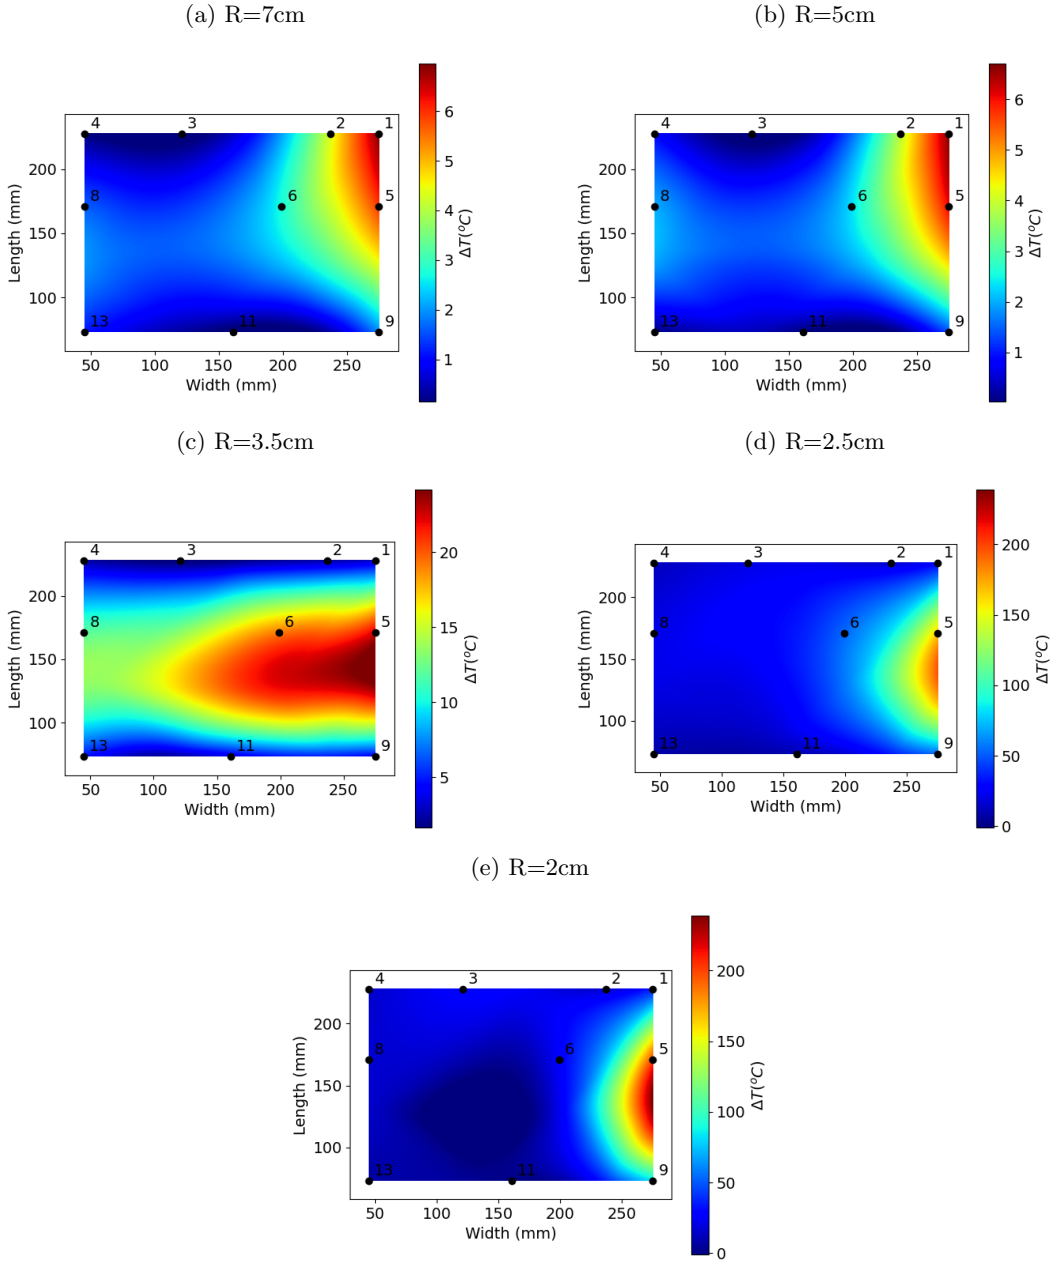 (a) R=7cm
4 3 2 1
8 6 5
13 11 9
200
150
100
50 100 150 200 250
Length (mm)
Width (mm)
6
5
4
3
2
1
ΔT(°C)
(b) R=5cm
4 3 2 1
8 6 5
13 11 9
200
150
100
50 100 150 200 250
Length (mm)
Width (mm)
6
5
4
3
2
1
ΔT(°C)
(c) R=3.5cm
4 3 2 1
8 6 5
13 11 9
200
150
100
50 100 150 200 250
Length (mm)
Width (mm)
20
15
10
5
ΔT(°C)
(d) R=2.5cm
4 3 2 1
8 6 5
13 11 9
200
150
100
50 100 150 200 250
Length (mm)
Width (mm)
200
150
100
50
0
ΔT(°C)
(e) R=2cm
4 3 2 1
8 6 5
13 11 9
200
150
100
50 100 150 200 250
Length (mm)
Width (mm)
200
150
100
50
0
ΔT(°C)